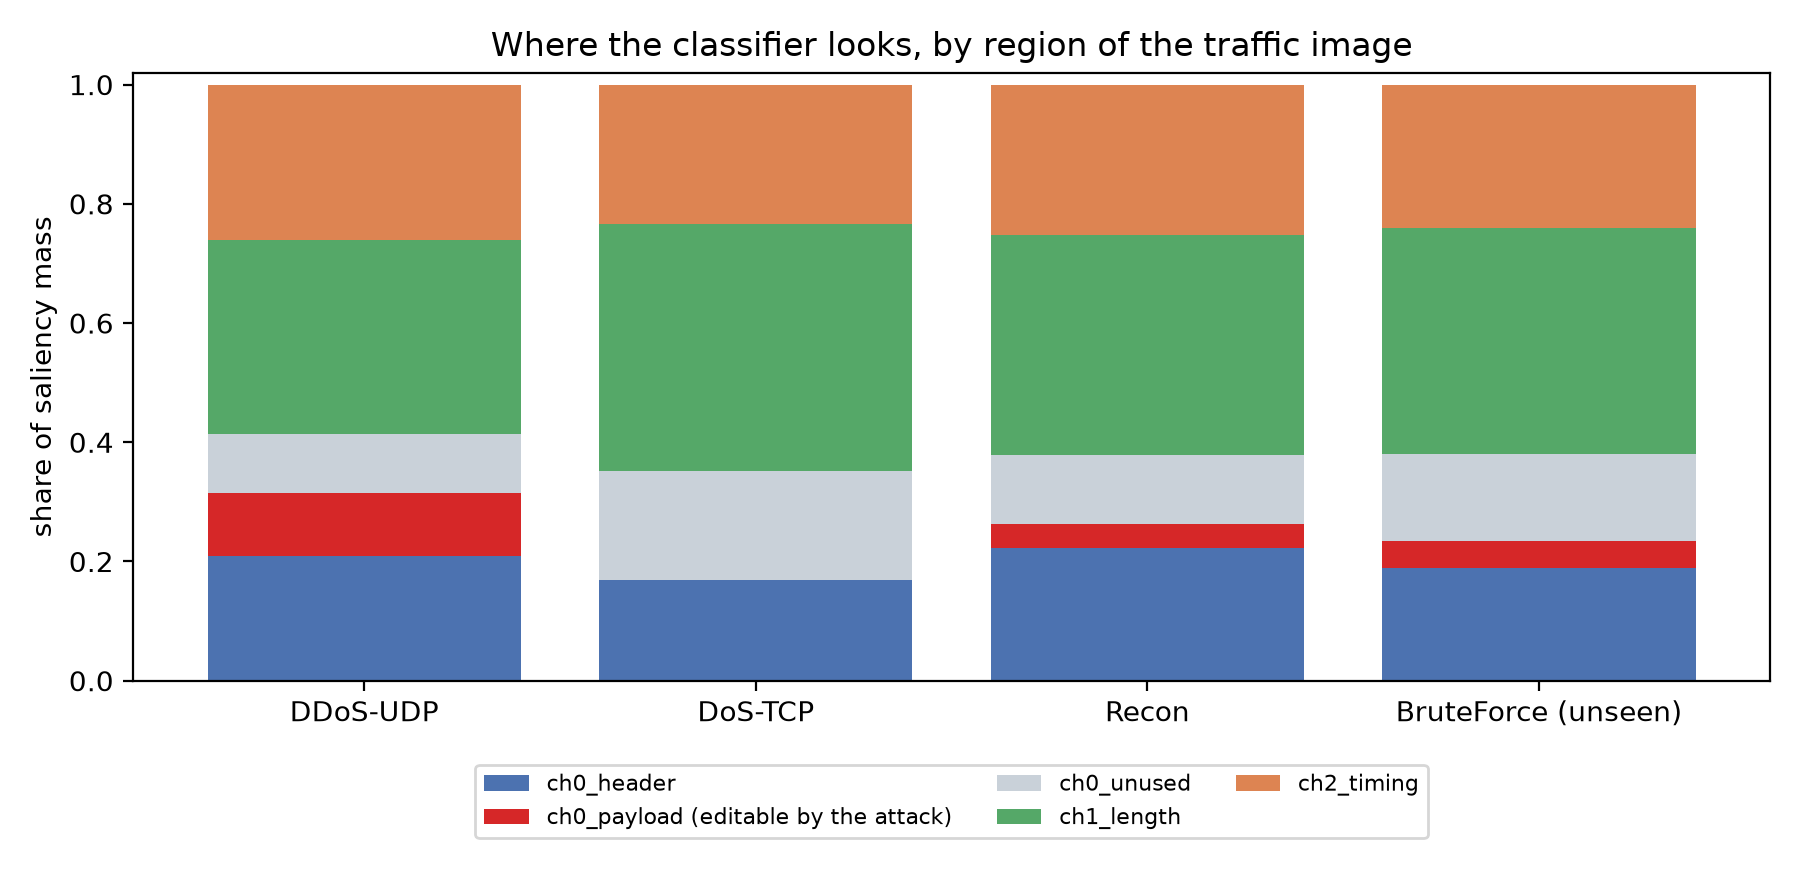 Where the classifier looks, by region of the traffic image
share of saliency mass
1.0
0.8
0.6
0.4
0.2
0.0
DDoS-UDP DoS-TCP Recon BruteForce (unseen)
ch0_header ch0_unused ch2_timing
ch0_payload (editable by the attack) ch1_length